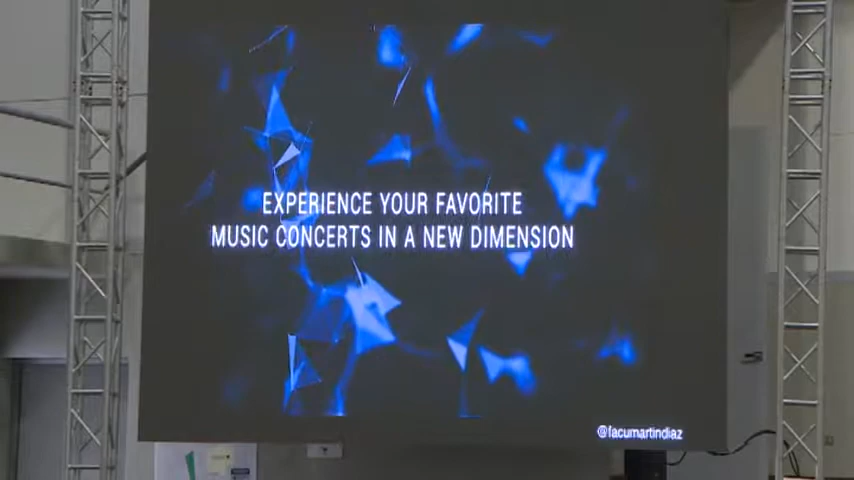 EXPERIENCE YOUR FAVORITE
MUSIC CONCERTS IN A NEW DIMENSION
@facumartindiaz